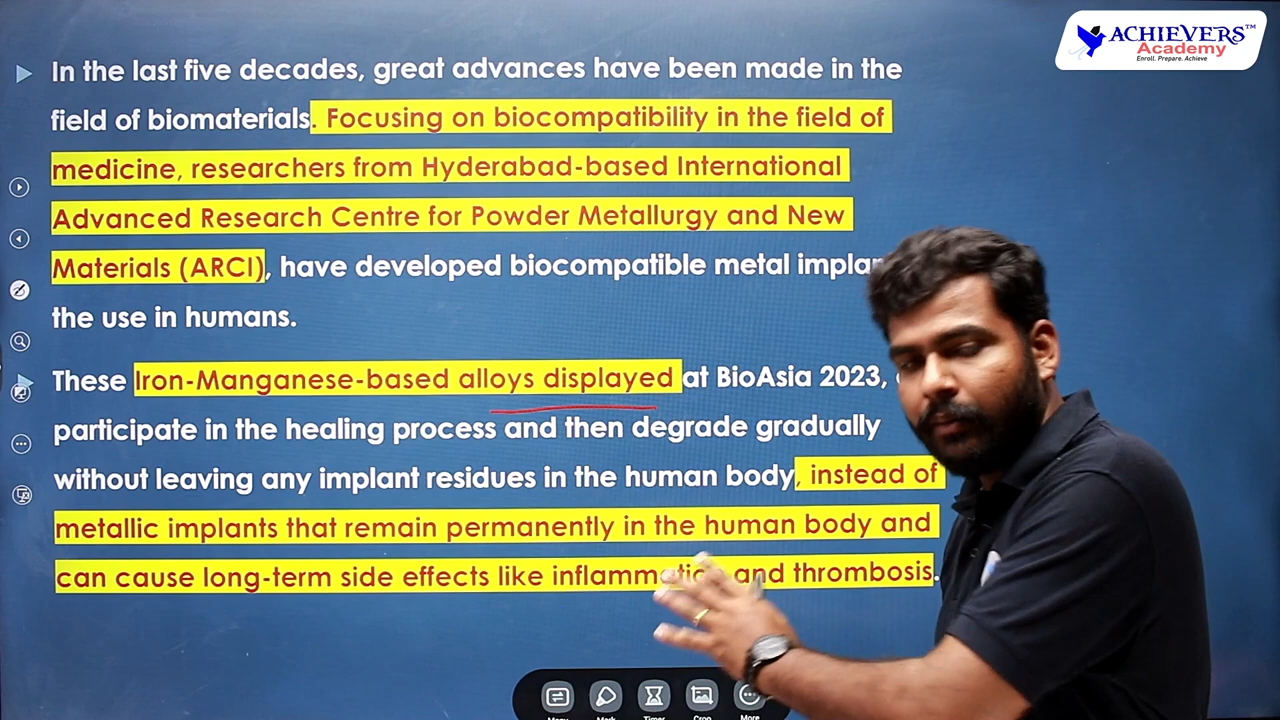 ACHIEVERS™
Academy
Enroll. Prepare. Achieve
In the last five decades, great advances have been made in the
field of biomaterials. Focusing on biocompatibility in the field of
medicine, researchers from Hyderabad-based International
Advanced Research Centre for Powder Metallurgy and New
Materials (ARCI), have developed biocompatible metal
the use in humans.
These Iron-Manganese-based alloys displayed at BioAsia 2023,
participate in the healing process and then degrade gradually
without leaving any implant residues in the human body, instead of
metallic implants that remain permanently in the human body and
can cause long-term side effects like inflammation and thrombosis.
Mark Timer Crop More